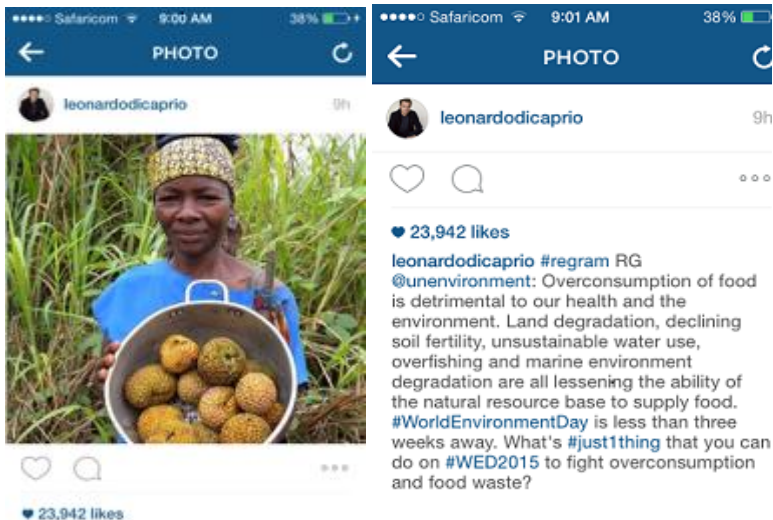 Safaricom 9:00 AM 38%
PHOTO
leonardodicaprio 9h
23,942 likes
Safaricom 9:01 AM 38%
PHOTO
leonardodicaprio 9h
23,942 likes
leonardodicaprio #regram RG
@unenvironment: Overconsumption of food
is detrimental to our health and the
environment. Land degradation, declining
soil fertility, unsustainable water use,
overfishing and marine environment
degradation are all lessening the ability of
the natural resource base to supply food.
#WorldEnvironmentDay is less than three
weeks away. What's #just1thing that you can
do on #WED2015 to fight overconsumption
and food waste?